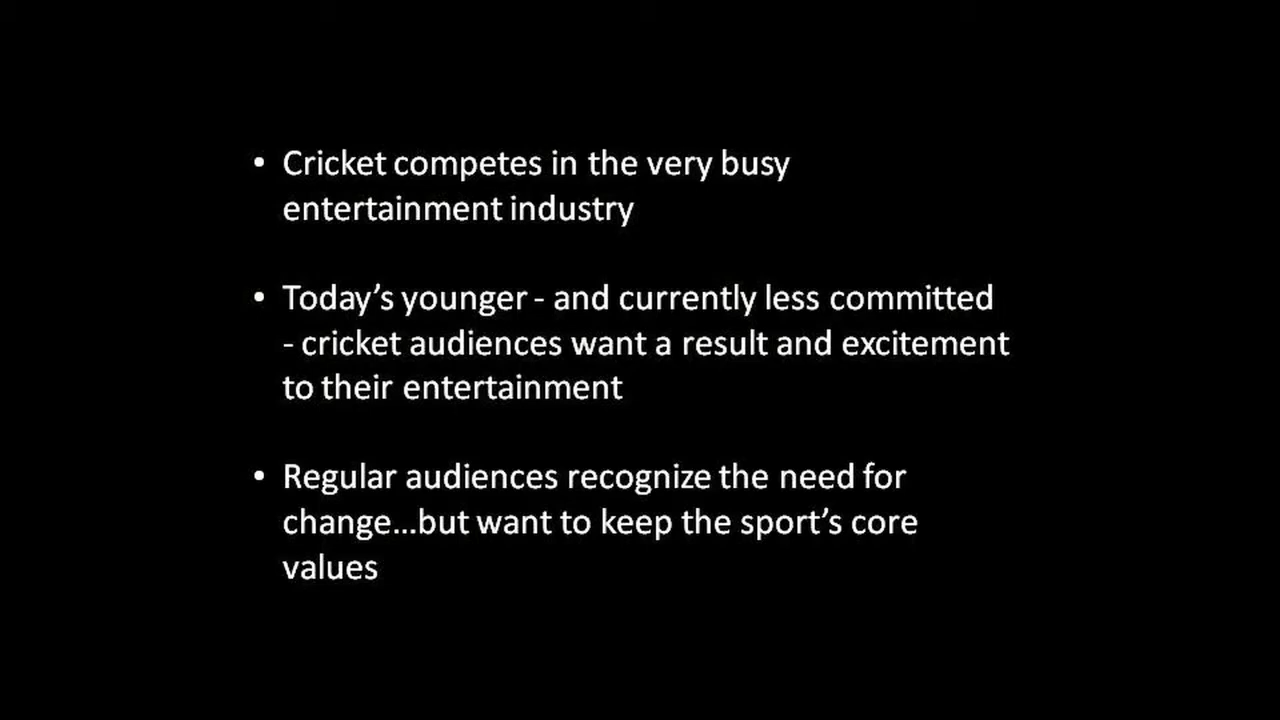 • Cricket competes in the very busy
entertainment industry
• Today’s younger - and currently less committed
- cricket audiences want a result and excitement
to their entertainment
• Regular audiences recognize the need for
change...but want to keep the sport’s core
values